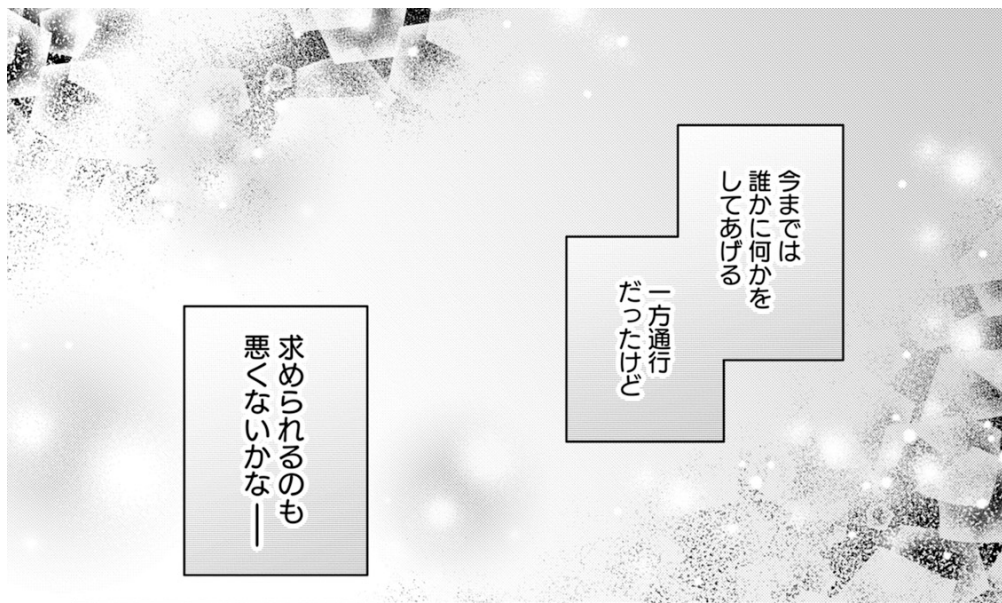 今までは
誰かに何かを
してあげる
一方通行
だったけど
求められるのも
悪くないかな──